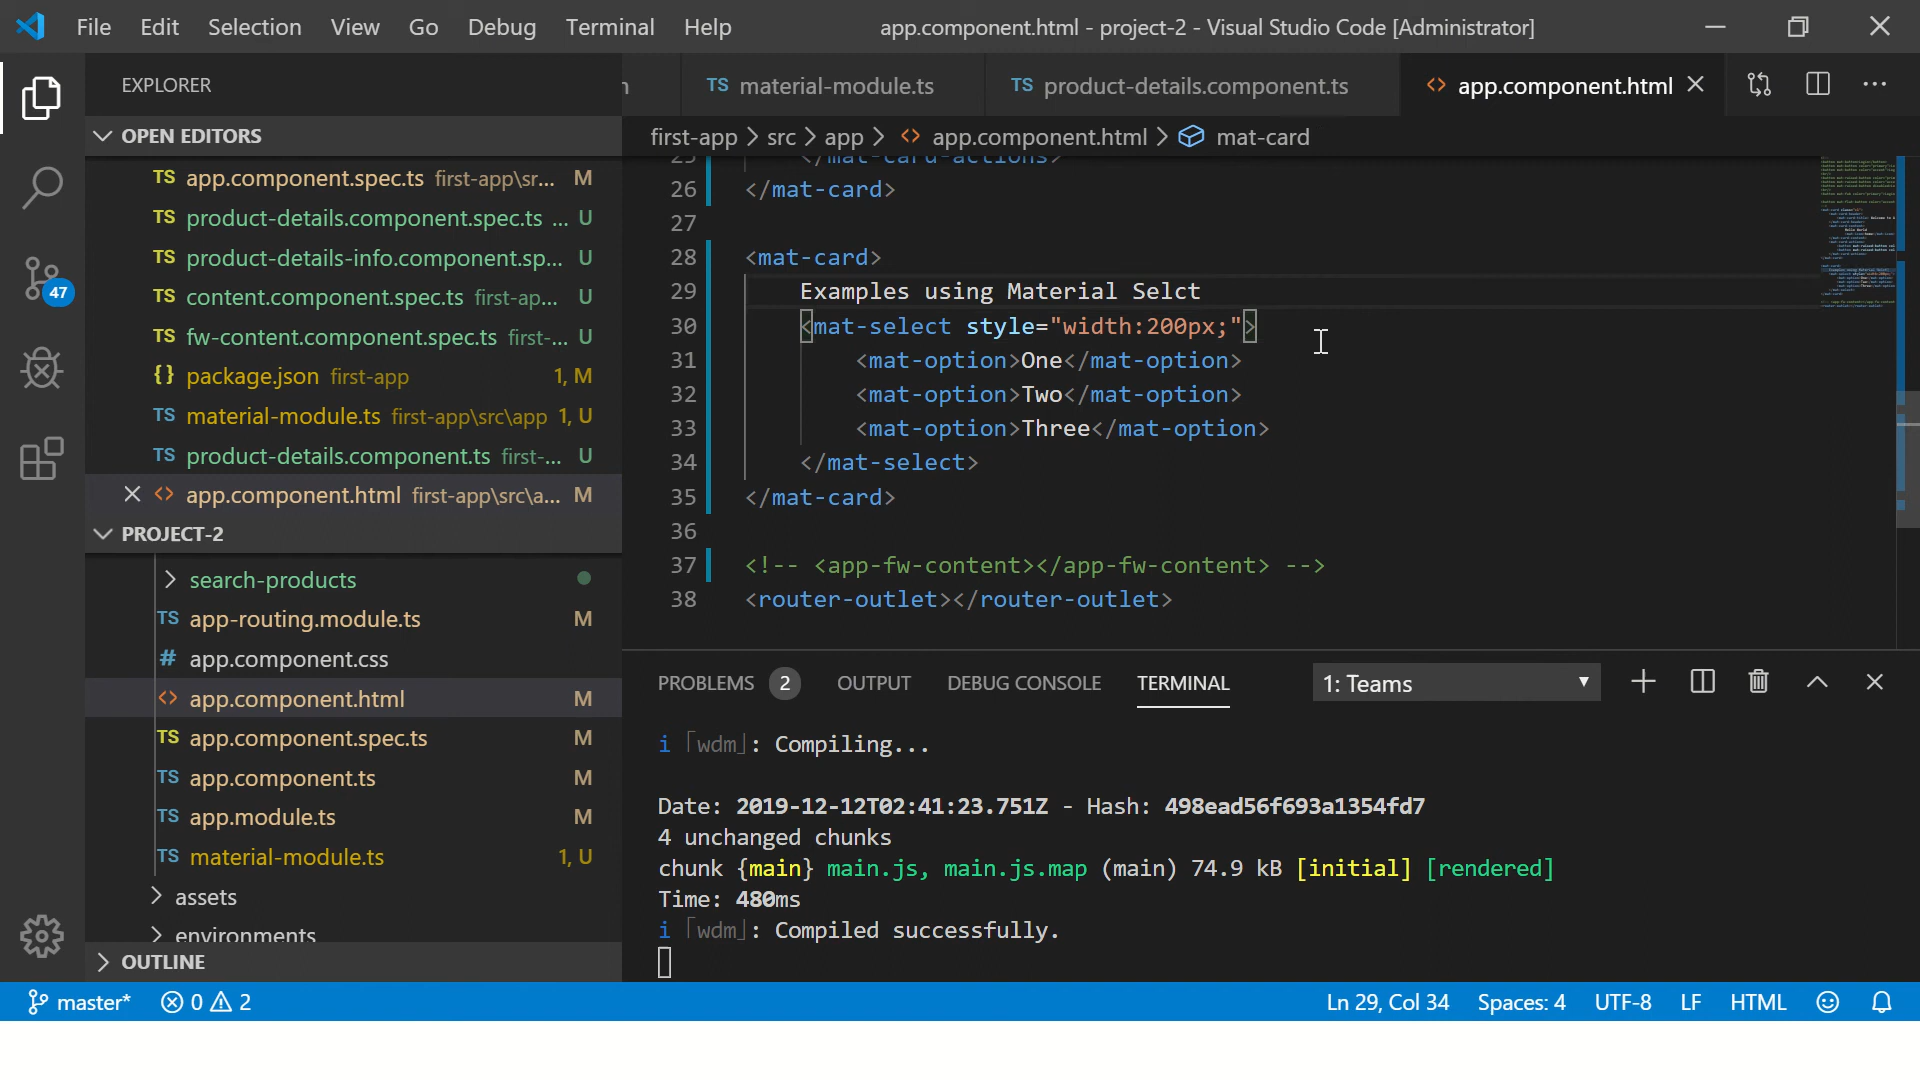 File Edit Selection View Go Debug Terminal Help app.component.html - project-2 - Visual Studio Code [Administrator]
EXPLORER
TS material-module.ts TS product-details.component.ts <> app.component.html
OPEN EDITORS
first-app > src > app > <> app.component.html > mat-card
TS app.component.spec.ts first-app\sr... M
TS product-details.component.spec.ts ... U
TS product-details-info.component.sp... U
TS content.component.spec.ts first-ap... U
TS fw-content.component.spec.ts first-... U
{} package.json first-app 1, M
TS material-module.ts first-app\src\app 1, U
TS product-details.component.ts first-... U
<> app.component.html first-app\src\a... M
47
PROJECT-2
search-products
TS app-routing.module.ts M
# app.component.css
<> app.component.html M
TS app.component.spec.ts M
TS app.component.ts M
TS app.module.ts M
TS material-module.ts 1, U
assets
environments
OUTLINE
25 </mat-card-actions>
26 </mat-card>
27
28 <mat-card>
29 Examples using Material Selct
30 <mat-select style="width:200px;">
31 <mat-option>One</mat-option>
32 <mat-option>Two</mat-option>
33 <mat-option>Three</mat-option>
34 </mat-select>
35 </mat-card>
36
37 <!-- <app-fw-content></app-fw-content> -->
38 <router-outlet></router-outlet>
PROBLEMS 2 OUTPUT DEBUG CONSOLE TERMINAL 1: Teams
i ｢wdm｣: Compiling...
Date: 2019-12-12T02:41:23.751Z - Hash: 498ead56f693a1354fd7
4 unchanged chunks
chunk {main} main.js, main.js.map (main) 74.9 kB [initial] [rendered]
Time: 480ms
i ｢wdm｣: Compiled successfully.
master* 0 2 Ln 29, Col 34 Spaces: 4 UTF-8 LF HTML